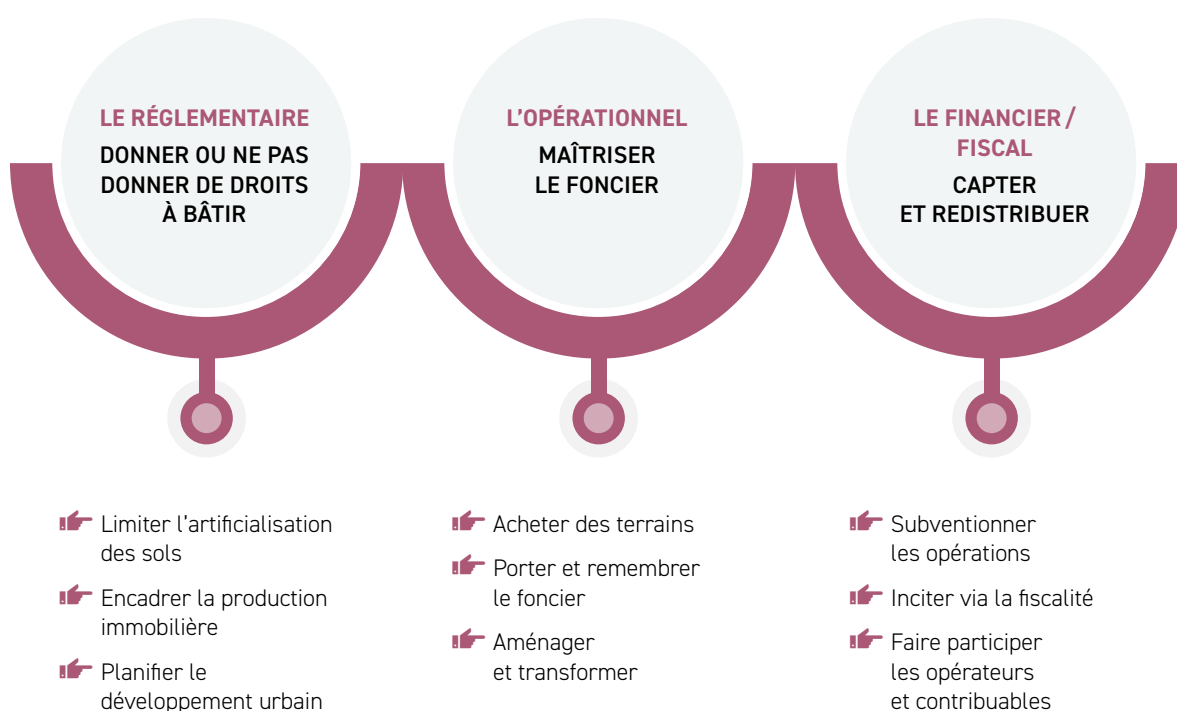 LE RÉGLEMENTAIRE
DONNER OU NE PAS
DONNER DE DROITS
À BÂTIR
L'OPÉRATIONNEL
MAÎTRISER
LE FONCIER
LE FINANCIER /
FISCAL
CAPTER
ET REDISTRIBUER
Limiter l'artificialisation
des sols
Encadrer la production
immobilière
Planifier le
développement urbain
Acheter des terrains
Porter et remembrer
le foncier
Aménager
et transformer
Subventionner
les opérations
Inciter via la fiscalité
Faire participer
les opérateurs
et contribuables